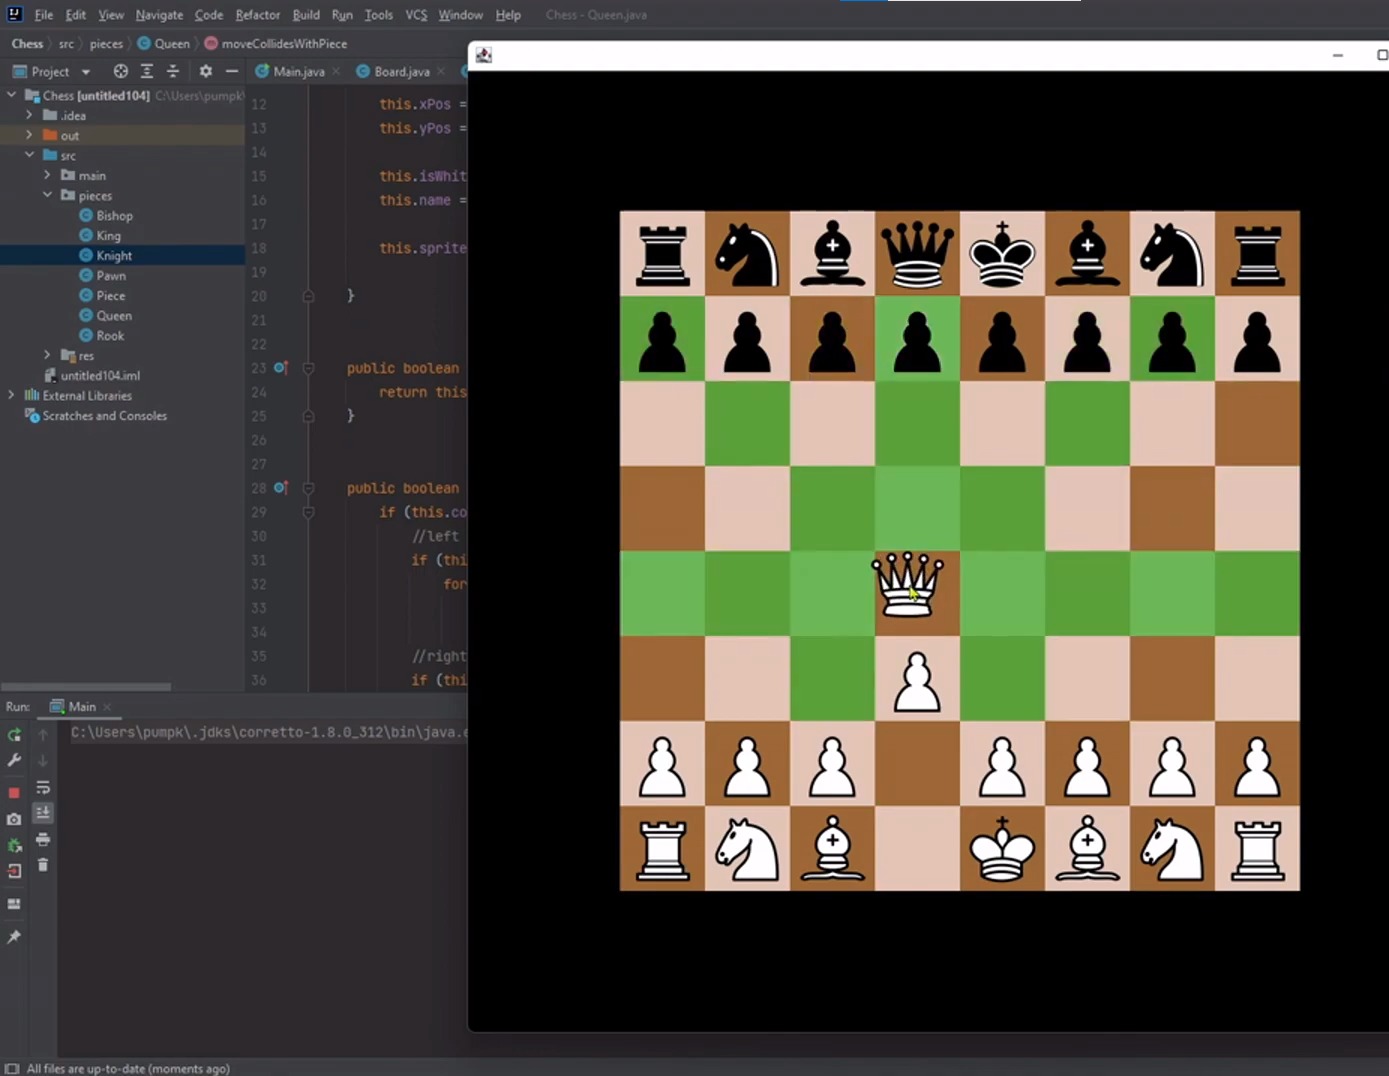 File Edit View Navigate Code Refactor Build Run Tools VCS Window Help Chess - Queen.java
Chess src pieces Queen moveCollidesWithPiece
Project Main.java Board.java
Chess [untitled104] C:\Users\pumpk\
.idea
out
src
main
pieces
Bishop
King
Knight
Pawn
Piece
Queen
Rook
res
untitled104.iml
External Libraries
Scratches and Consoles
12 this.xPos =
13 this.yPos =
14
15 this.isWhit
16 this.name =
17
18 this.sprite
19
20 }
21
22
23 public boolean
24 return this
25 }
26
27
28 public boolean
29 if (this.co
30 //left
31 if (thi
32 for
33
34
35 //right
36 if (thi
Run: Main
C:\Users\pumpk\.jdks\corretto-1.8.0_312\bin\java.e
All files are up-to-date (moments ago)